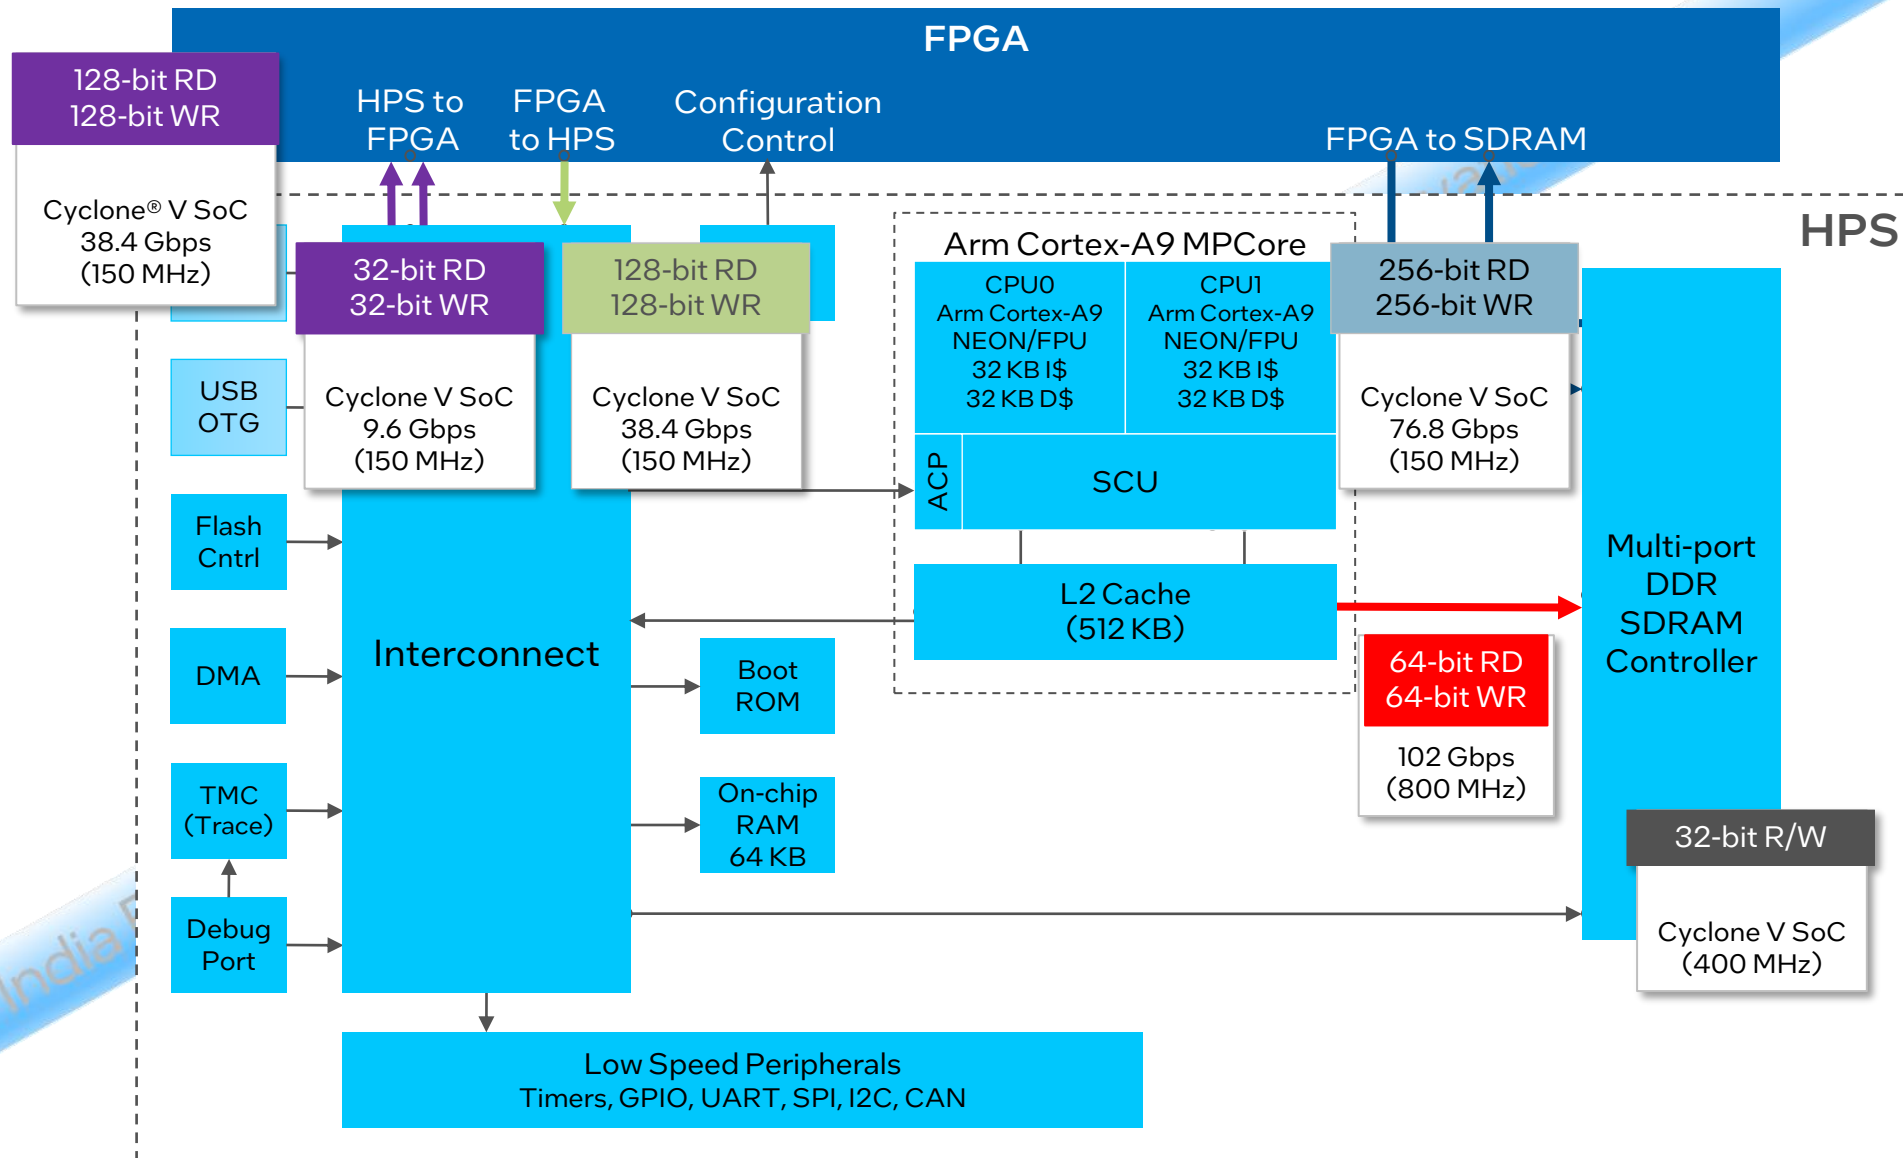 FPGA
128-bit RD
128-bit WR
HPS to
FPGA
FPGA
to HPS
Configuration
Control
FPGA to SDRAM
Cyclone® V SoC
38.4 Gbps
(150 MHz)
HPS
32-bit RD
32-bit WR
Cyclone V SoC
9.6 Gbps
(150 MHz)
128-bit RD
128-bit WR
Cyclone V SoC
38.4 Gbps
(150 MHz)
Arm Cortex-A9 MPCore
CPU0
Arm Cortex-A9
NEON/FPU
32 KB I$
32 KB D$
CPU1
Arm Cortex-A9
NEON/FPU
32 KB I$
32 KB D$
256-bit RD
256-bit WR
Cyclone V SoC
76.8 Gbps
(150 MHz)
USB
OTG
ACP
SCU
Flash
Cntrl
L2 Cache
(512 KB)
Multi-port
DDR
SDRAM
Controller
Interconnect
DMA
Boot
ROM
64-bit RD
64-bit WR
102 Gbps
(800 MHz)
TMC
(Trace)
On-chip
RAM
64 KB
32-bit R/W
Cyclone V SoC
(400 MHz)
Debug
Port
India
Low Speed Peripherals
Timers, GPIO, UART, SPI, I2C, CAN